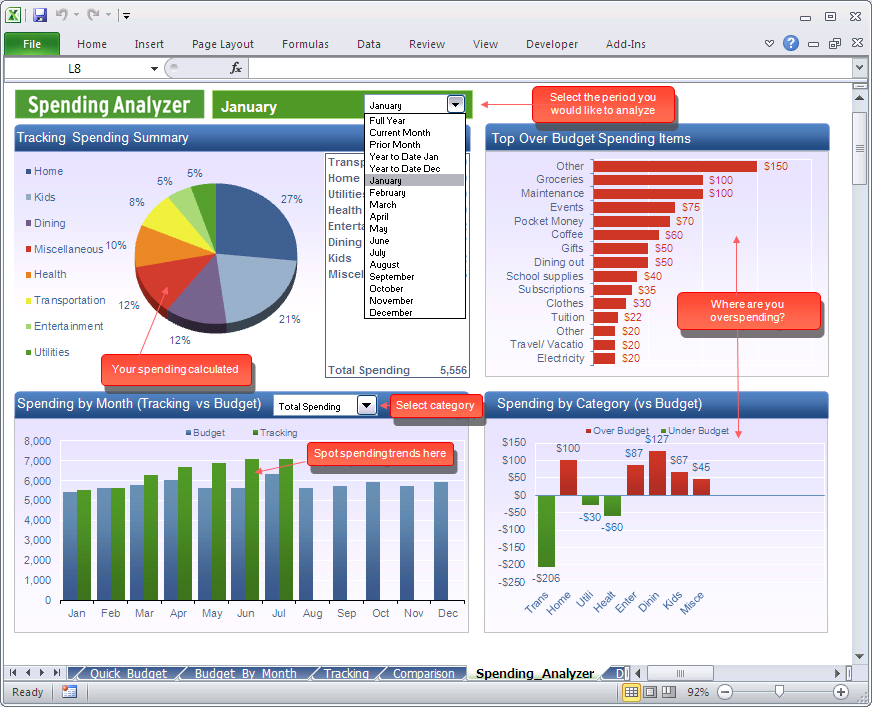 File Home Insert Page Layout Formulas Data Review View Developer Add-Ins
L8 fx
Spending Analyzer January January
Select the period you
would like to analyze
Full Year
Current Month
Prior Month
Year to Date Jan
Year to Date Dec
January
February
March
April
May
June
July
August
September
October
November
December
Tracking Spending Summary
Home
Kids
Dining
Miscellaneous
Health
Transportation
Entertainment
Utilities
5% 5%
8%
10%
12%
12%
21%
27%
Transp
Home
Utilities
Health
Enterta
Dining
Kids
Miscel
Total Spending 5,556
Your spending calculated
Top Over Budget Spending Items
Other $150
Groceries $100
Maintenance $100
Events $75
Pocket Money $70
Coffee $60
Gifts $50
Dining out $50
School supplies $40
Subscriptions $35
Clothes $30
Tuition $22
Other $20
Travel/ Vacatio $20
Electricity $20
Where are you
overspending?
Spending by Month (Tracking vs Budget) Total Spending
Select category
Budget Tracking
Spot spending trends here
8,000
7,000
6,000
5,000
4,000
3,000
2,000
1,000
0
Jan Feb Mar Apr May Jun Jul Aug Sep Oct Nov Dec
Spending by Category (vs Budget)
Over Budget Under Budget
$150
$100
$50
$0
-$50
-$100
-$150
-$200
-$250
-$206 $100 -$30 -$60 $87 $127 $67 $45
Trans Home Utili Healt Enter Dinin Kids Misce
Quick Budget Budget By Month Tracking Comparison Spending_Analyzer D
Ready 92%